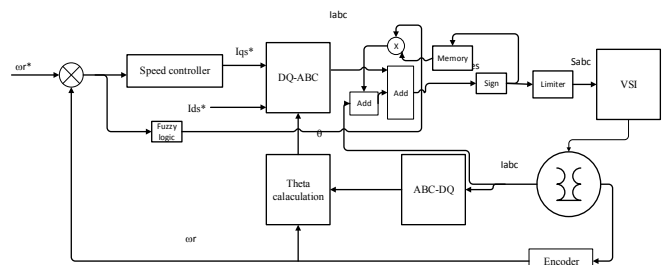 Iabc
ωr*
Speed controller
Iqs*
DQ-ABC
Ids*
x
Memory
es
Add
Add
Sign
Limiter
Sabc
VSI
Fuzzy
logic
θ
Theta
calaculation
ABC-DQ
Iabc
ωr
Encoder